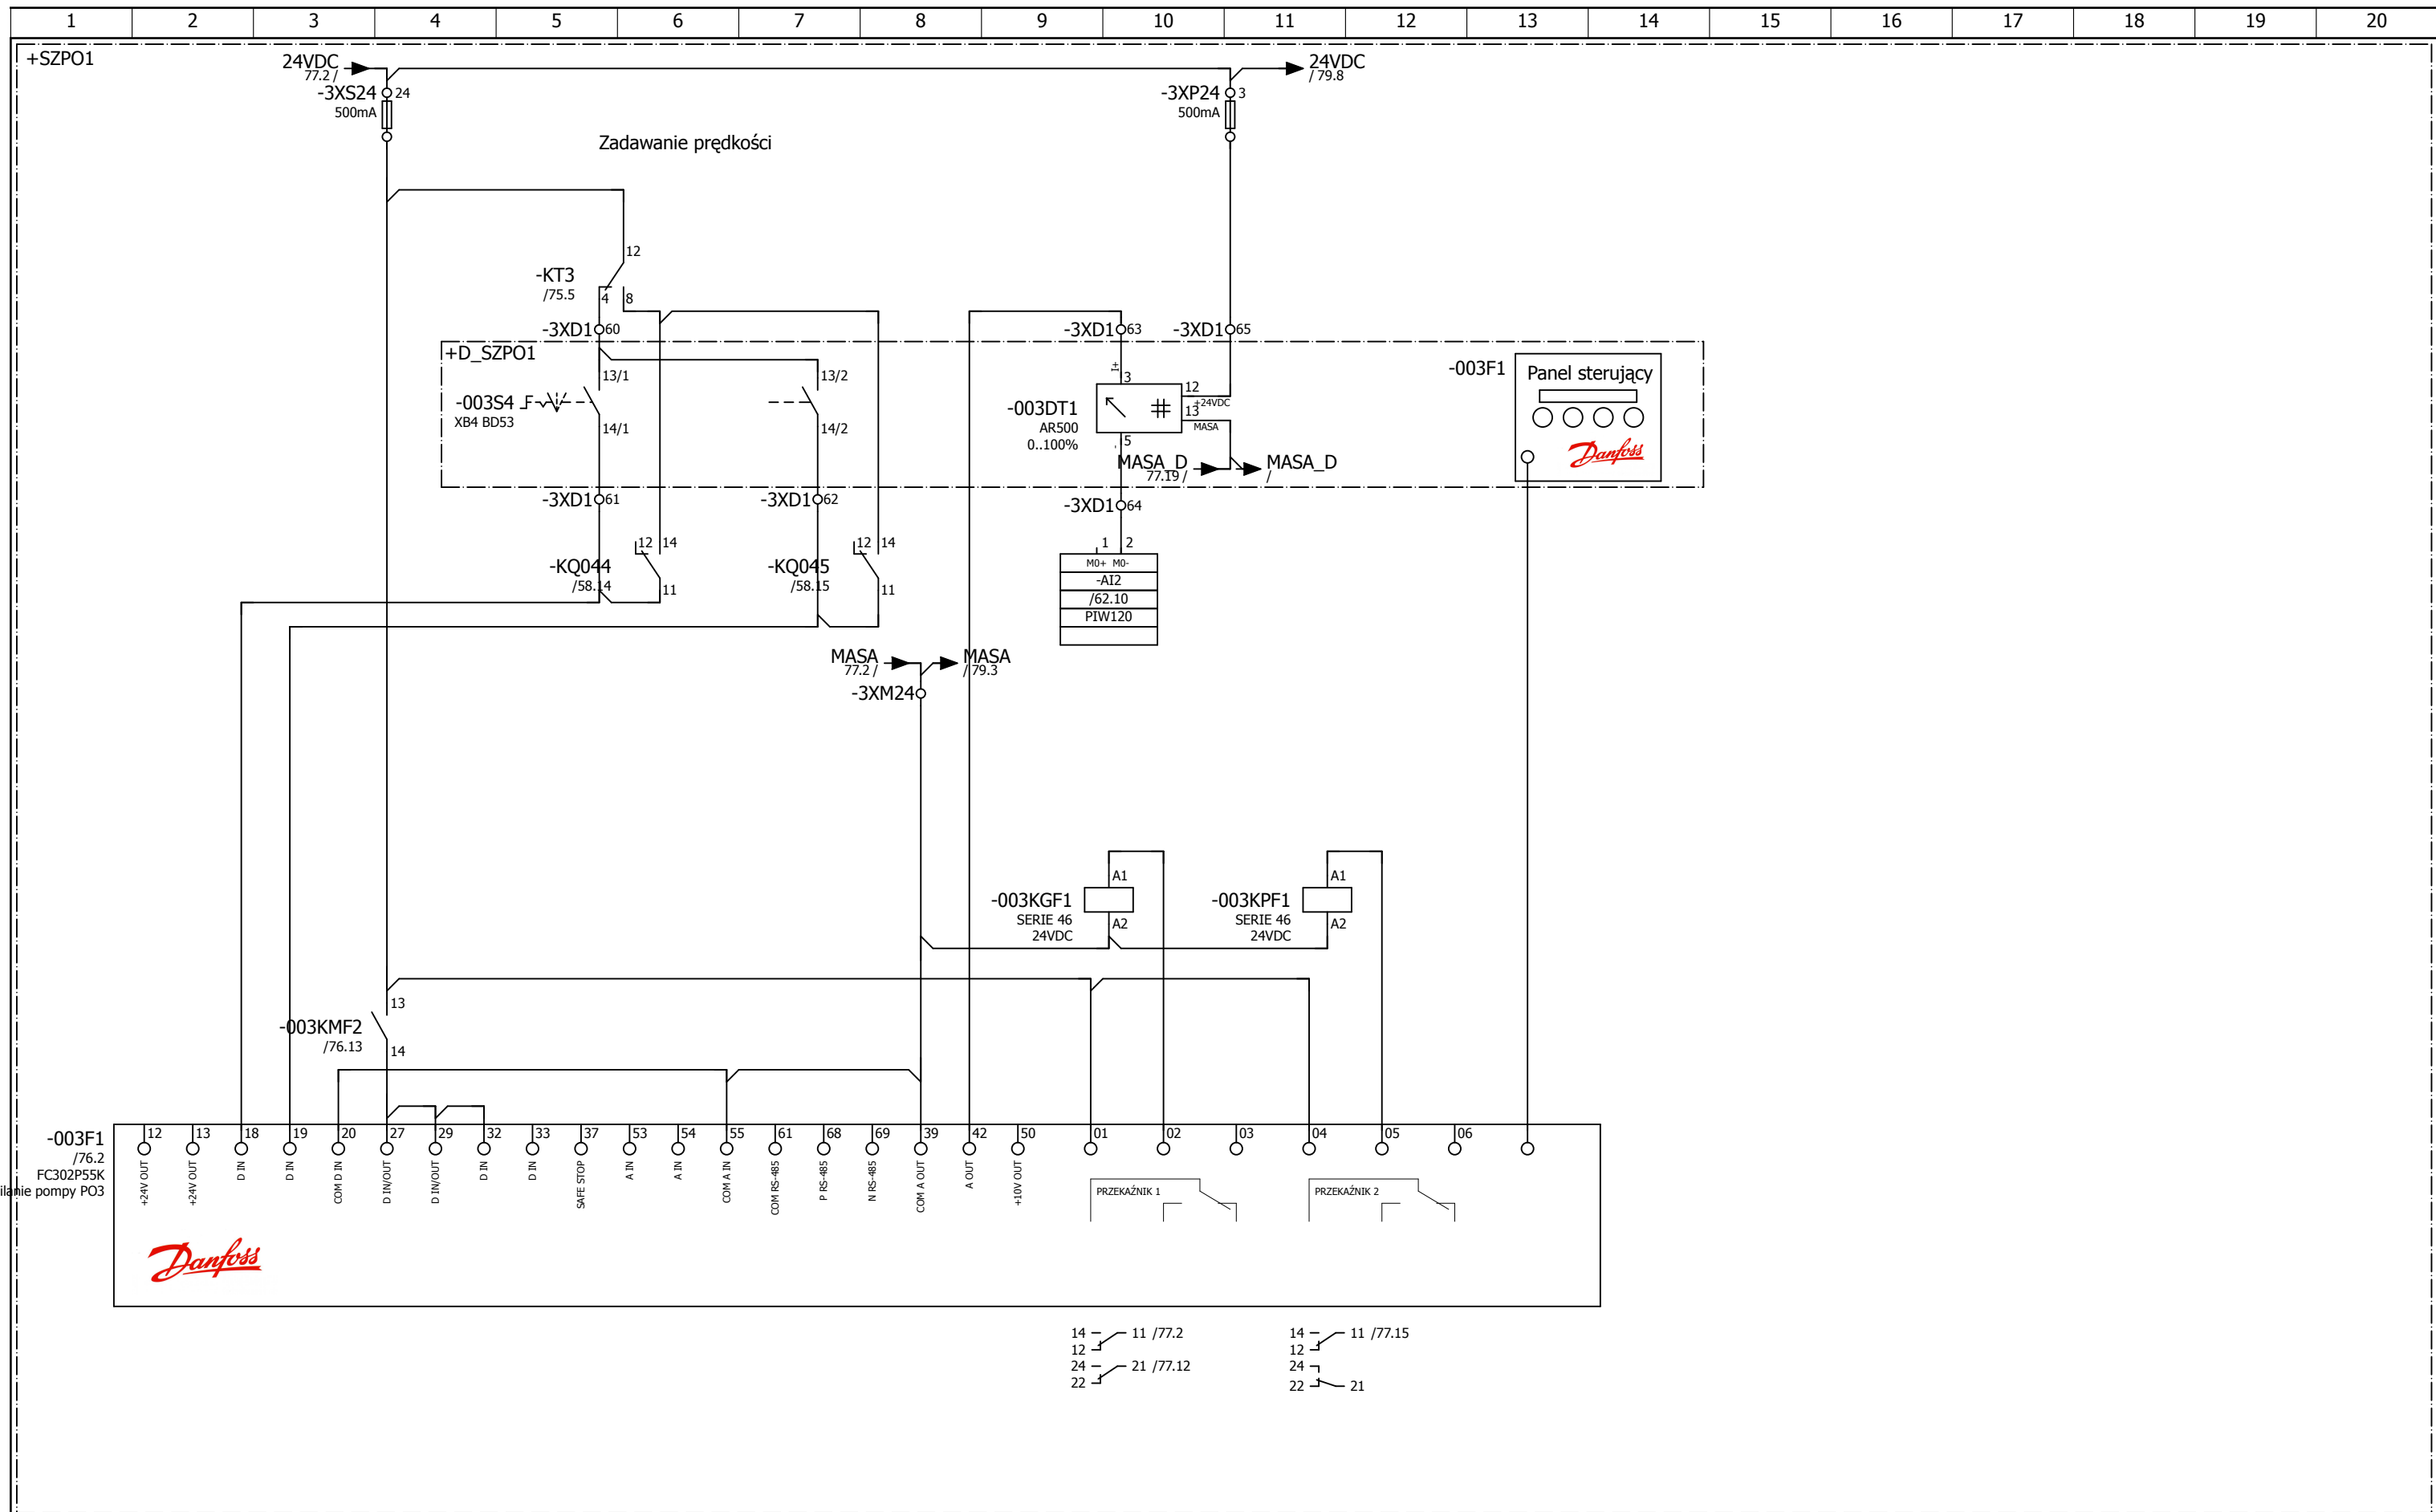 1 2 3 4 5 6 7 8 9 10 11 12 13 14 15 16 17 18 19 20
+SZPO1
24VDC
77.2 /
24VDC
/ 79.8
-3XS24 24
500mA
-3XP24 3
500mA
Zadawanie prędkości
12
-KT3
/75.5
4 8
-3XD1 60
-3XD1 63
-3XD1 65
+D_SZPO1
13/1
13/2
-003S4
XB4 BD53
14/1
14/2
I+
3
12
+24VDC
13
MASA
-003DT1
AR500
0..100%
5
-
MASA_D
77.19 /
MASA_D
/
-003F1
Panel sterujący
Danfoss
-3XD1 61
-3XD1 62
-3XD1 64
12 14
-KQ044
/58.14
11
12 14
-KQ045
/58.15
11
1 2
M0+ M0-
-AI2
/62.10
PIW120
MASA
77.2 /
MASA
/ 79.3
-3XM24
A1
-003KGF1
SERIE 46
24VDC
A2
A1
-003KPF1
SERIE 46
24VDC
A2
13
-003KMF2
/76.13
14
-003F1
/76.2
FC302P55K
ilanie pompy PO3
12 13 18 19 20 27 29 32 33 37 53 54 55 61 68 69 39 42 50 01 02 03 04 05 06
+24V OUT
+24V OUT
D IN
D IN
COM D IN
D IN/OUT
D IN/OUT
D IN
D IN
SAFE STOP
A IN
A IN
COM A IN
COM RS-485
P RS-485
N RS-485
COM A OUT
A OUT
+10V OUT
PRZEKAŹNIK 1
PRZEKAŹNIK 2
Danfoss
14 11 /77.2
12
24 21 /77.12
22
14 11 /77.15
12
24
22 21